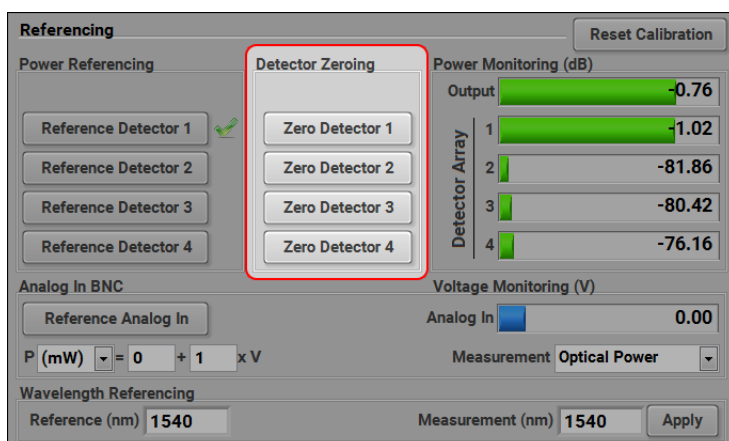 Referencing
Reset Calibration
Power Referencing
Detector Zeroing
Power Monitoring (dB)
Output -0.76
Reference Detector 1
Zero Detector 1
1 -1.02
Reference Detector 2
Zero Detector 2
2 -81.86
Reference Detector 3
Zero Detector 3
3 -80.42
Reference Detector 4
Zero Detector 4
4 -76.16
Detector Array
Analog In BNC
Voltage Monitoring (V)
Reference Analog In
Analog In 0.00
P (mW) = 0 + 1 x V
Measurement Optical Power
Wavelength Referencing
Reference (nm) 1540
Measurement (nm) 1540 Apply